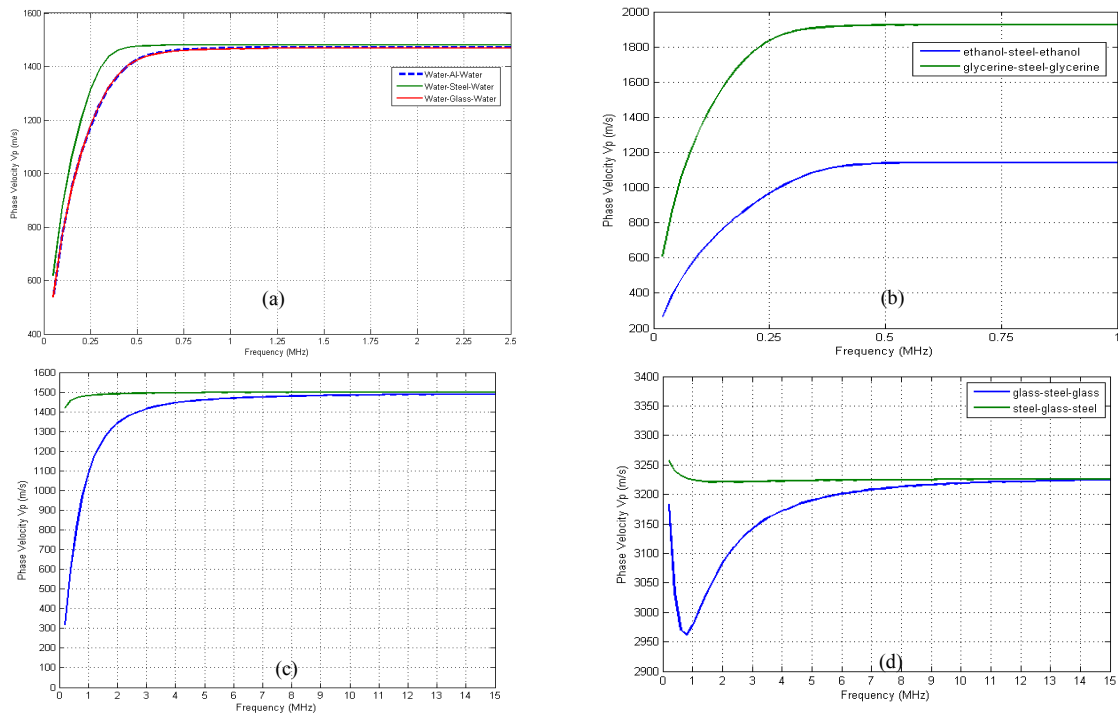 1600
1400
1200
1000
800
600
400
Phase Velocity Vp (m/s)
Water-Al-Water
Water-Steel-Water
Water-Glass-Water
(a)
0 0.25 0.5 0.75 1 1.25 1.5 1.75 2 2.25 2.5
Frequency (MHz)
2000
1800
1600
1400
1200
1000
800
600
400
200
Phase Velocity Vp (m/s)
ethanol-steel-ethanol
glycerine-steel-glycerine
(b)
0 0.25 0.5 0.75 1
Frequency (MHz)
1600
1500
1400
1300
1200
1100
1000
900
800
700
600
500
400
300
200
100
0
Phase Velocity Vp (m/s)
(c)
0 1 2 3 4 5 6 7 8 9 10 11 12 13 14 15
Frequency (MHz)
3400
3350
3300
3250
3200
3150
3100
3050
3000
2950
2900
Phase Velocity Vp (m/s)
glass-steel-glass
steel-glass-steel
(d)
0 1 2 3 4 5 6 7 8 9 10 11 12 13 14 15
Frequency (MHz)